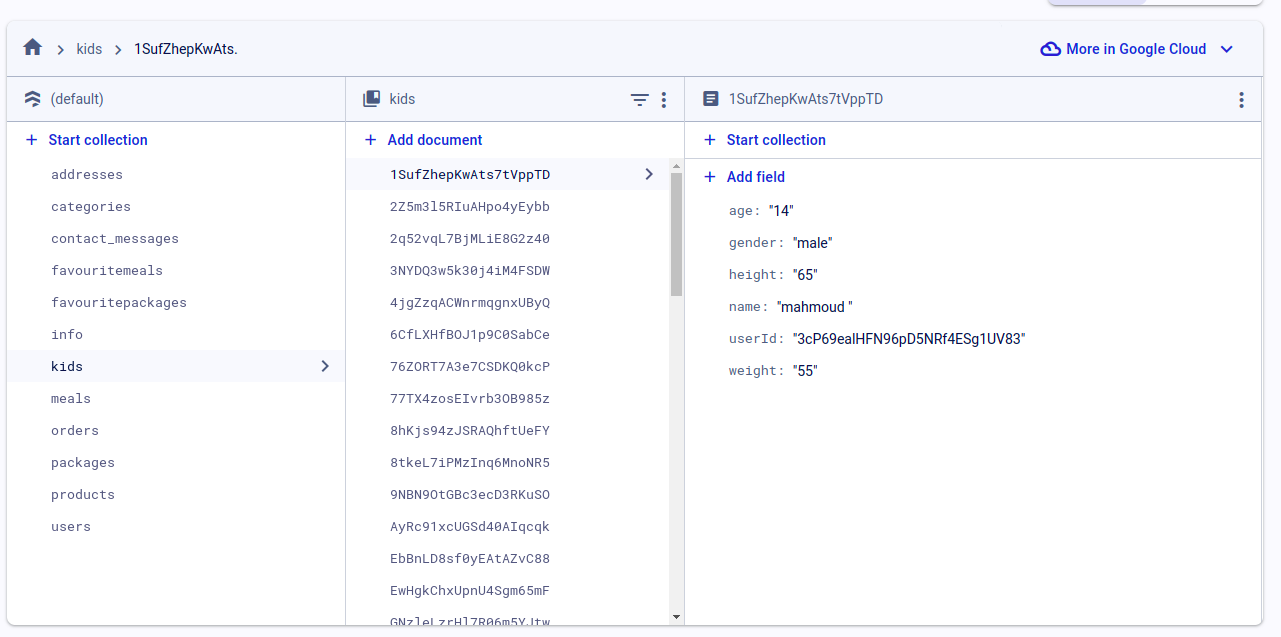 kids
1SufZhepKwAts.
More in Google Cloud
(default)
Start collection
addresses
categories
contact_messages
favouritemeals
favouritepackages
info
kids
meals
orders
packages
products
users
kids
Add document
1SufZhepKwAts7tVppTD
2Z5m3l5RIuAHpo4yEybb
2q52vqL7BjMLiE8G2z40
3NYDQ3w5k30j4iM4FSDW
4jgZzqACWnrmqgnxUByQ
6CfLXHfBOJ1p9C0SabCe
76ZORT7A3e7CSDKQ0kcP
77TX4zosEIvrb3OB985z
8hKjs94zJSRAQhftUeFY
8tkeL7iPMzInq6MnoNR5
9NBN9OtGBc3ecD3RKuSO
AyRc91xcUGSd40AIqcqk
EbBnLD8sf0yEAtAZvC88
EwHgkChxUpnU4Sgm65mF
1SufZhepKwAts7tVppTD
Start collection
Add field
age: "14"
gender: "male"
height: "65"
name: "mahmoud "
userId: "3cP69ealHFN96pD5NRf4ESg1UV83"
weight: "55"